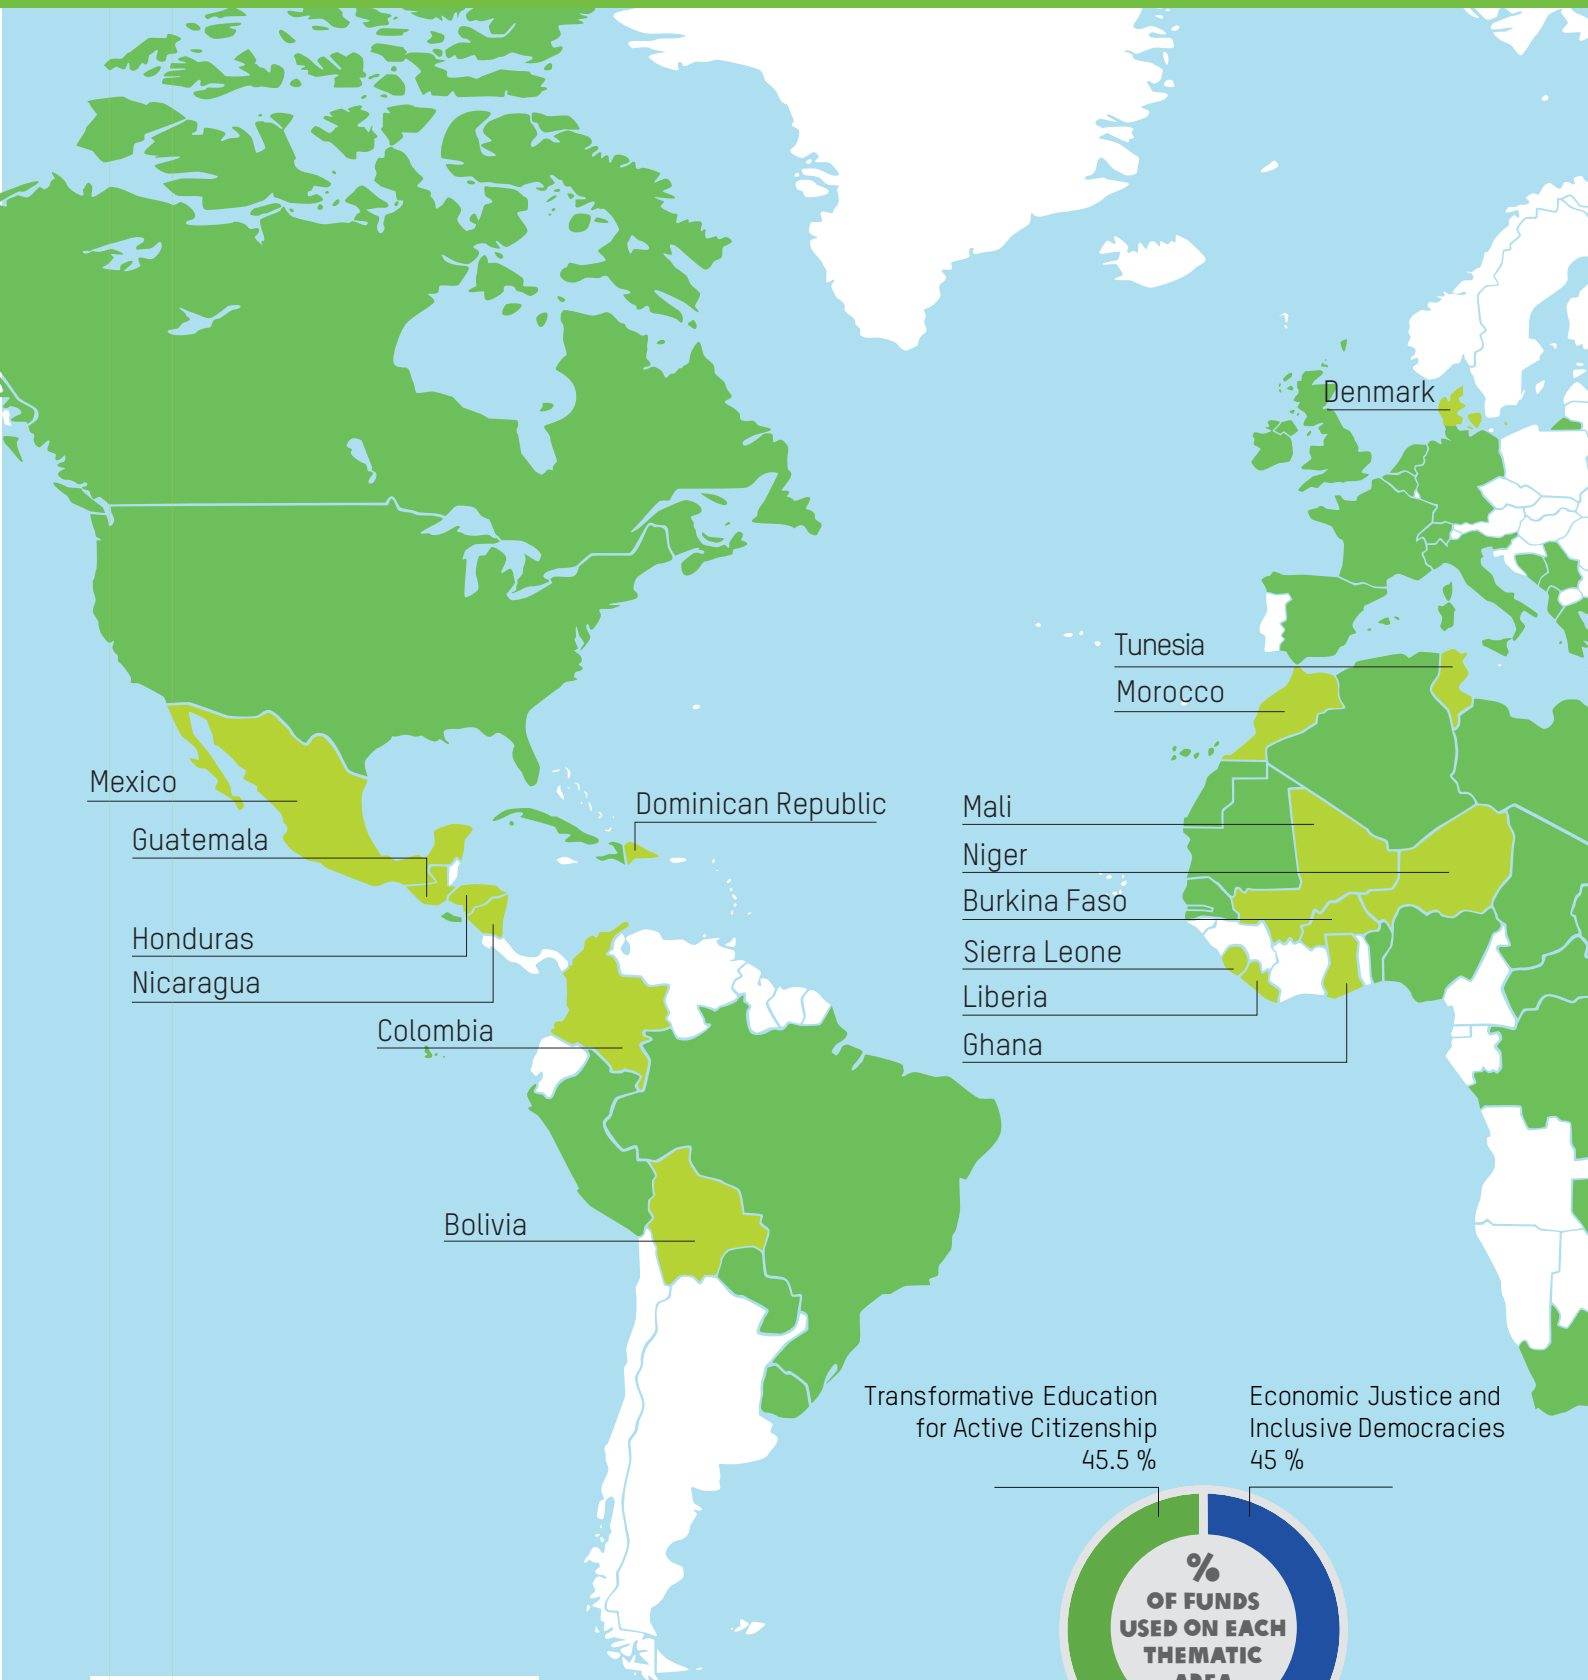 Denmark
Tunesia
Morocco
Mexico
Dominican Republic
Mali
Guatemala
Niger
Burkina Faso
Honduras
Sierra Leone
Nicaragua
Liberia
Colombia
Ghana
Bolivia
Transformative Education
for Active Citizenship
45.5 %
Economic Justice and
Inclusive Democracies
45 %
%
OF FUNDS
USED ON EACH
THEMATIC
AREA